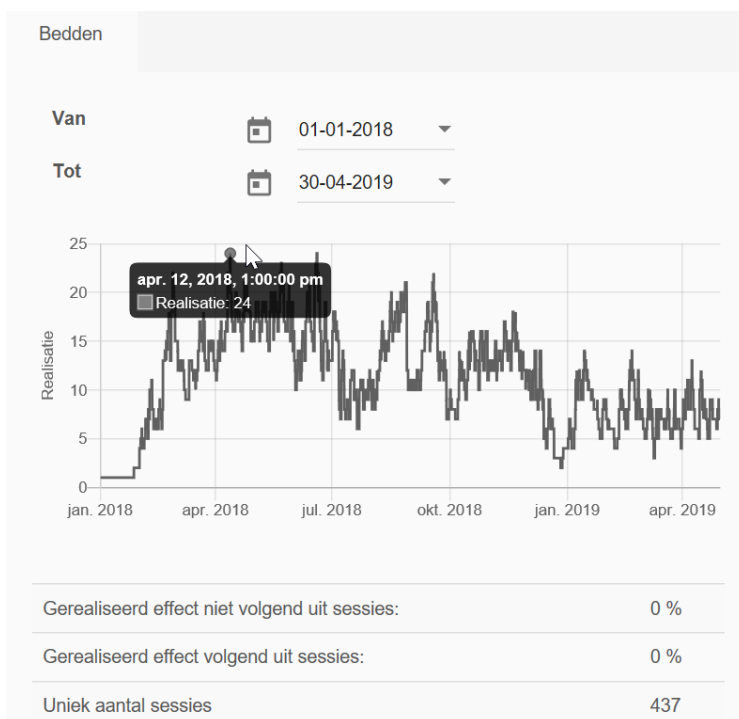 Bedden
Van
01-01-2018
Tot
30-04-2019
25
apr. 12, 2018, 1:00:00 pm
Realisatie: 24
20
15
10
5
0
Realisatie
jan. 2018 apr. 2018 jul. 2018 okt. 2018 jan. 2019 apr. 2019
Gerealiseerd effect niet volgend uit sessies: 0 %
Gerealiseerd effect volgend uit sessies: 0 %
Uniek aantal sessies 437